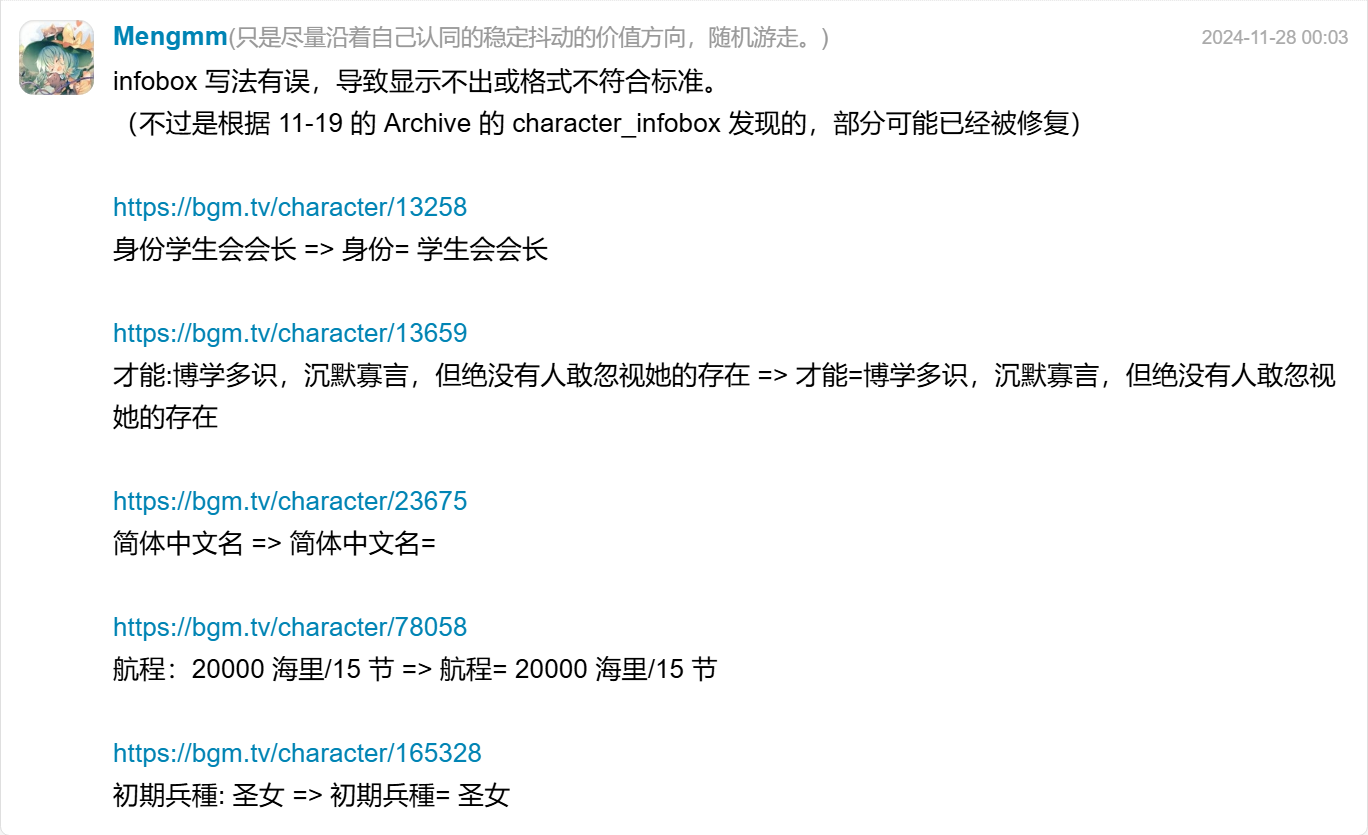 Mengmm(只是尽量沿着自己认同的稳定抖动的价值方向，随机游走。) 2024-11-28 00:03
infobox 写法有误，导致显示不出或格式不符合标准。
（不过是根据 11-19 的 Archive 的 character_infobox 发现的，部分可能已经被修复）
https://bgm.tv/character/13258
身份学生会会长 => 身份= 学生会会长
https://bgm.tv/character/13659
才能:博学多识，沉默寡言，但绝没有人敢忽视她的存在 => 才能=博学多识，沉默寡言，但绝没有人敢忽视
她的存在
https://bgm.tv/character/23675
简体中文名 => 简体中文名=
https://bgm.tv/character/78058
航程：20000 海里/15 节 => 航程= 20000 海里/15 节
https://bgm.tv/character/165328
初期兵種: 圣女 => 初期兵種= 圣女